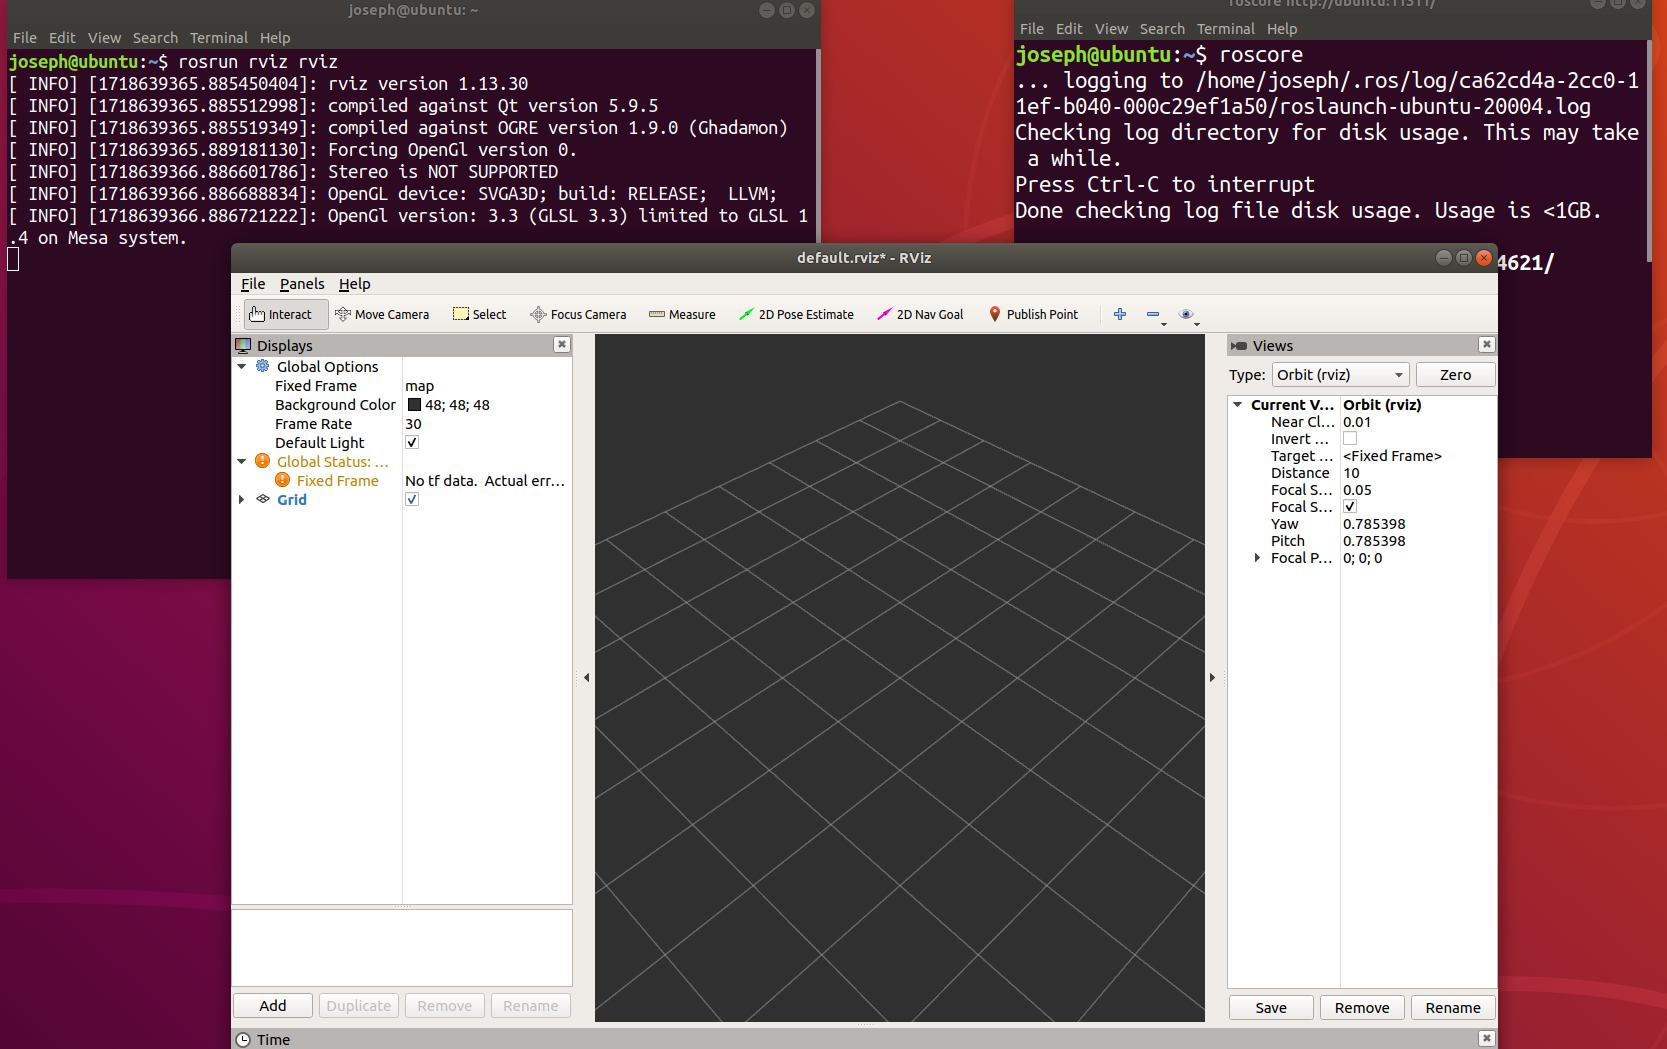 joseph@ubuntu: ~
File Edit View Search Terminal Help
joseph@ubuntu:~$ rosrun rviz rviz
[ INFO] [1718639365.885450404]: rviz version 1.13.30
[ INFO] [1718639365.885512998]: compiled against Qt version 5.9.5
[ INFO] [1718639365.885519349]: compiled against OGRE version 1.9.0 (Ghadamon)
[ INFO] [1718639365.889181130]: Forcing OpenGl version 0.
[ INFO] [1718639366.886601786]: Stereo is NOT SUPPORTED
[ INFO] [1718639366.886688834]: OpenGL device: SVGA3D; build: RELEASE;  LLVM;
[ INFO] [1718639366.886721222]: OpenGl version: 3.3 (GLSL 3.3) limited to GLSL 1
.4 on Mesa system.
roscore http://ubuntu:11311/
File Edit View Search Terminal Help
joseph@ubuntu:~$ roscore
... logging to /home/joseph/.ros/log/ca62cd4a-2cc0-1
1ef-b040-000c29ef1a50/roslaunch-ubuntu-20004.log
Checking log directory for disk usage. This may take
 a while.
Press Ctrl-C to interrupt
Done checking log file disk usage. Usage is <1GB.
4621/
default.rviz* - RViz
File Panels Help
Interact Move Camera Select Focus Camera Measure 2D Pose Estimate 2D Nav Goal Publish Point
Displays
Global Options
Fixed Frame map
Background Color 48; 48; 48
Frame Rate 30
Default Light
Global Status: ...
Fixed Frame No tf data.  Actual err...
Grid
Add Duplicate Remove Rename
Views
Type: Orbit (rviz) Zero
Current V... Orbit (rviz)
Near Cl... 0.01
Invert ...
Target ... <Fixed Frame>
Distance 10
Focal S... 0.05
Focal S...
Yaw 0.785398
Pitch 0.785398
Focal P... 0; 0; 0
Save Remove Rename
Time